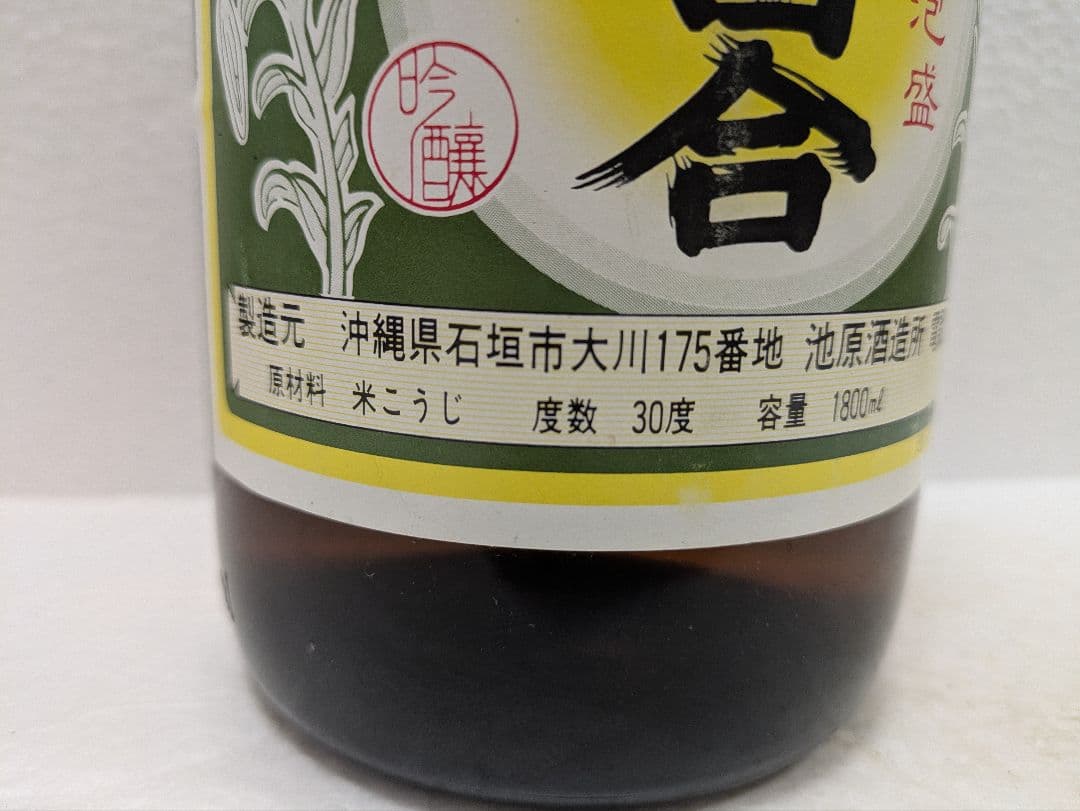 泡盛
合
吟醸
製造元 沖縄県石垣市大川175番地 池原酒造所
原材料 米こうじ 度数 30度 容量 1800㎖